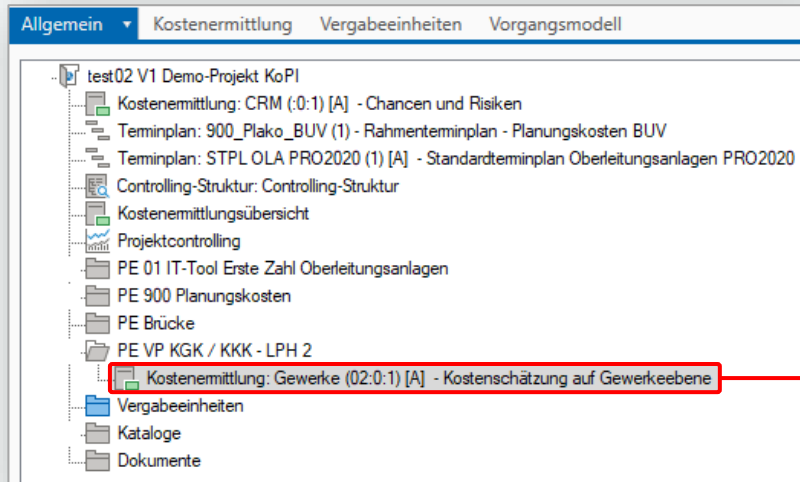 Allgemein Kostenermittlung Vergabeeinheiten Vorgangsmodell
test02 V1 Demo-Projekt KoPI
Kostenermittlung: CRM (:0:1) [A] - Chancen und Risiken
Terminplan: 900_Plako_BUV (1) - Rahmenterminplan - Planungskosten BUV
Terminplan: STPL OLA PRO2020 (1) [A] - Standardterminplan Oberleitungsanlagen PRO2020
Controlling-Struktur: Controlling-Struktur
Kostenermittlungsübersicht
Projektcontrolling
PE 01 IT-Tool Erste Zahl Oberleitungsanlagen
PE 900 Planungskosten
PE Brücke
PE VP KGK / KKK - LPH 2
Kostenermittlung: Gewerke (02:0:1) [A] - Kostenschätzung auf Gewerkeebene
Vergabeeinheiten
Kataloge
Dokumente